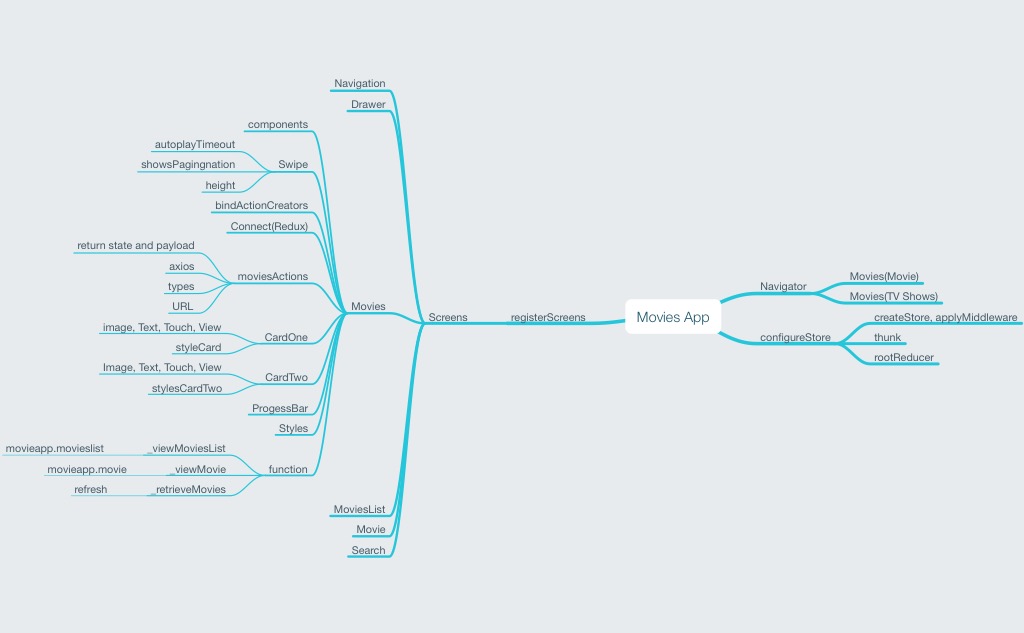 Navigation
Drawer
components
autoplayTimeout
showsPagingnation
Swipe
height
bindActionCreators
Connect(Redux)
return state and payload
axios
moviesActions
types
URL
Movies
image, Text, Touch, View
CardOne
styleCard
Image, Text, Touch, View
CardTwo
stylesCardTwo
ProgessBar
Styles
movieapp.movieslist
_viewMoviesList
movieapp.movie
_viewMovie
function
refresh
_retrieveMovies
MoviesList
Movie
Search
Screens
registerScreens
Movies App
Navigator
Movies(Movie)
Movies(TV Shows)
configureStore
createStore, applyMiddleware
thunk
rootReducer